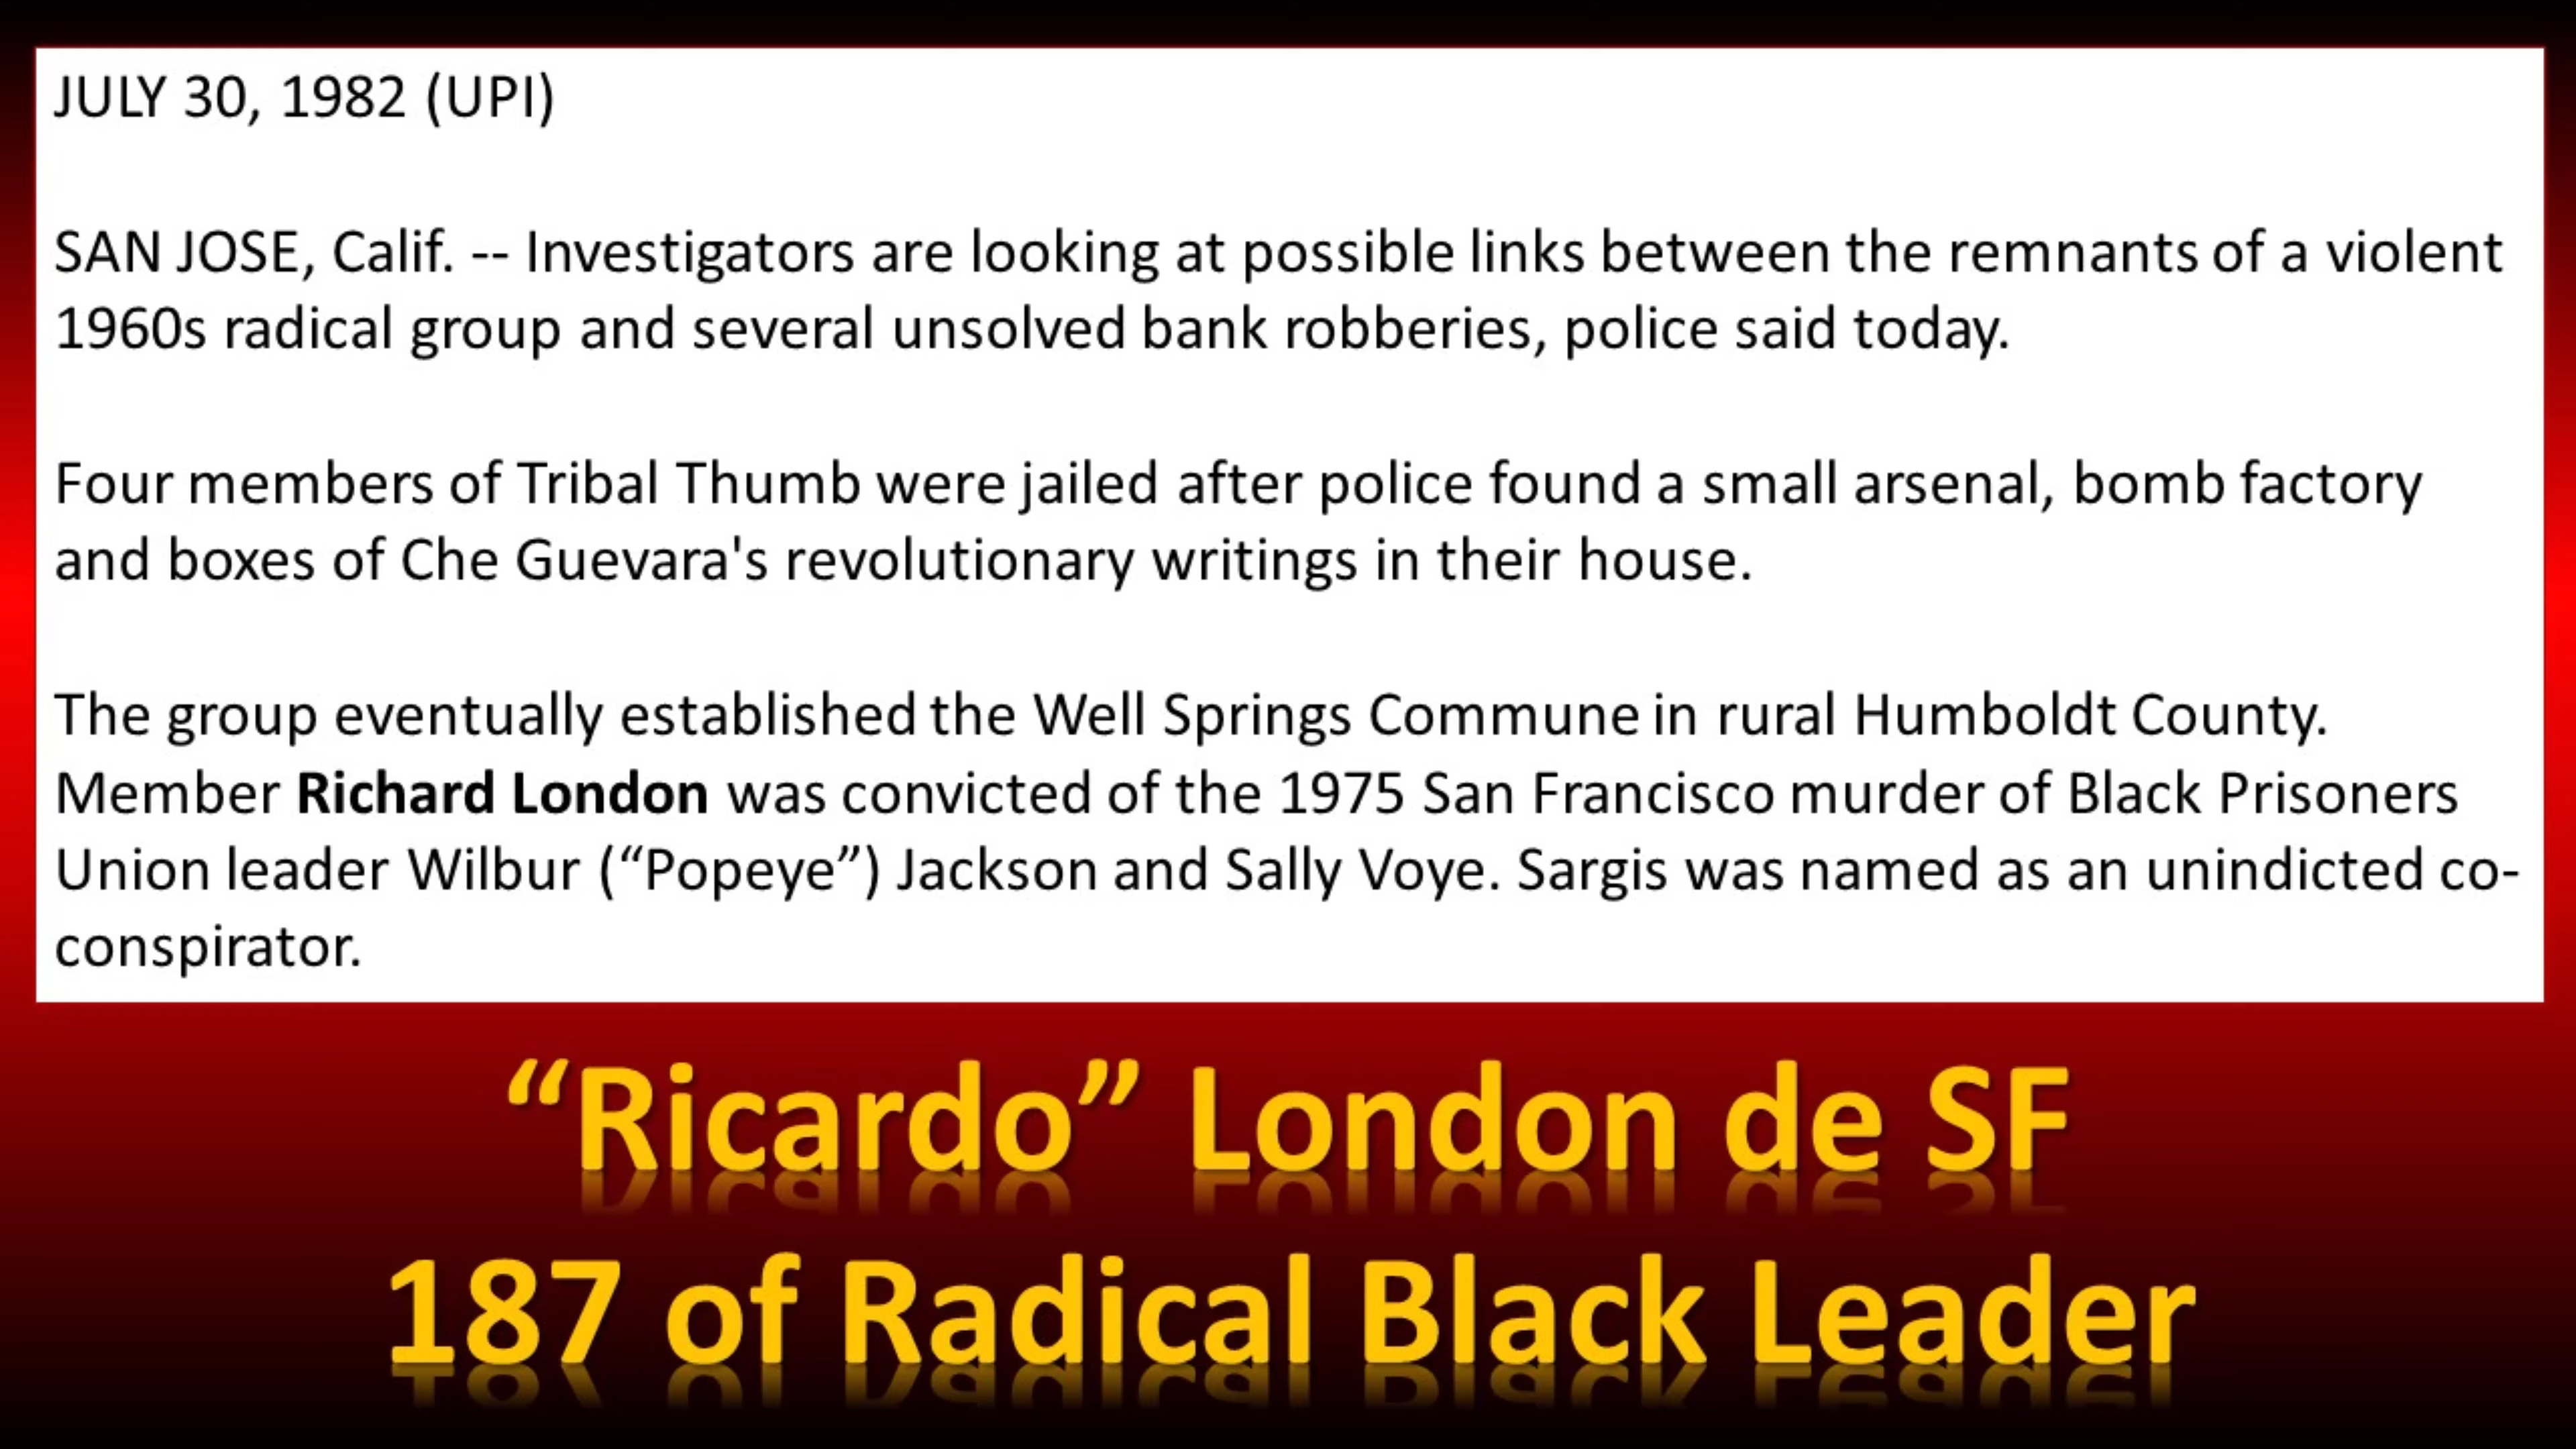 JULY 30, 1982 (UPI)
SAN JOSE, Calif. -- Investigators are looking at possible links between the remnants of a violent
1960s radical group and several unsolved bank robberies, police said today.
Four members of Tribal Thumb were jailed after police found a small arsenal, bomb factory
and boxes of Che Guevara's revolutionary writings in their house.
The group eventually established the Well Springs Commune in rural Humboldt County.
Member Richard London was convicted of the 1975 San Francisco murder of Black Prisoners
Union leader Wilbur (“Popeye”) Jackson and Sally Voye. Sargis was named as an unindicted co-
conspirator.
“Ricardo” London de SF
187 of Radical Black Leader